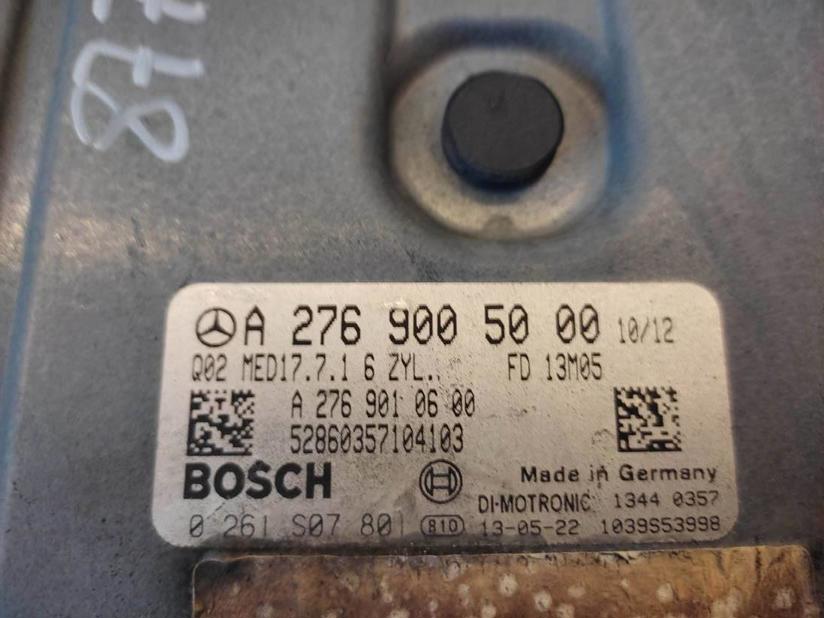 877
A 276 900 50 00 10/12
Q02 MED17.7.1 6 ZYL. FD 13M05
A 276 901 06 00
52860357104103
BOSCH Made in Germany
DI-MOTRONIC 1344 0357
0 261 S07 801 810 13-05-22 1039S53998